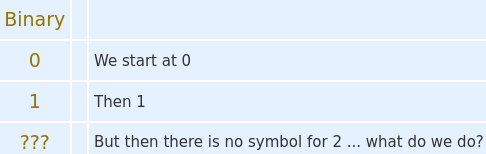 Binary
0 We start at 0
1 Then 1
??? But then there is no symbol for 2 ... what do we do?